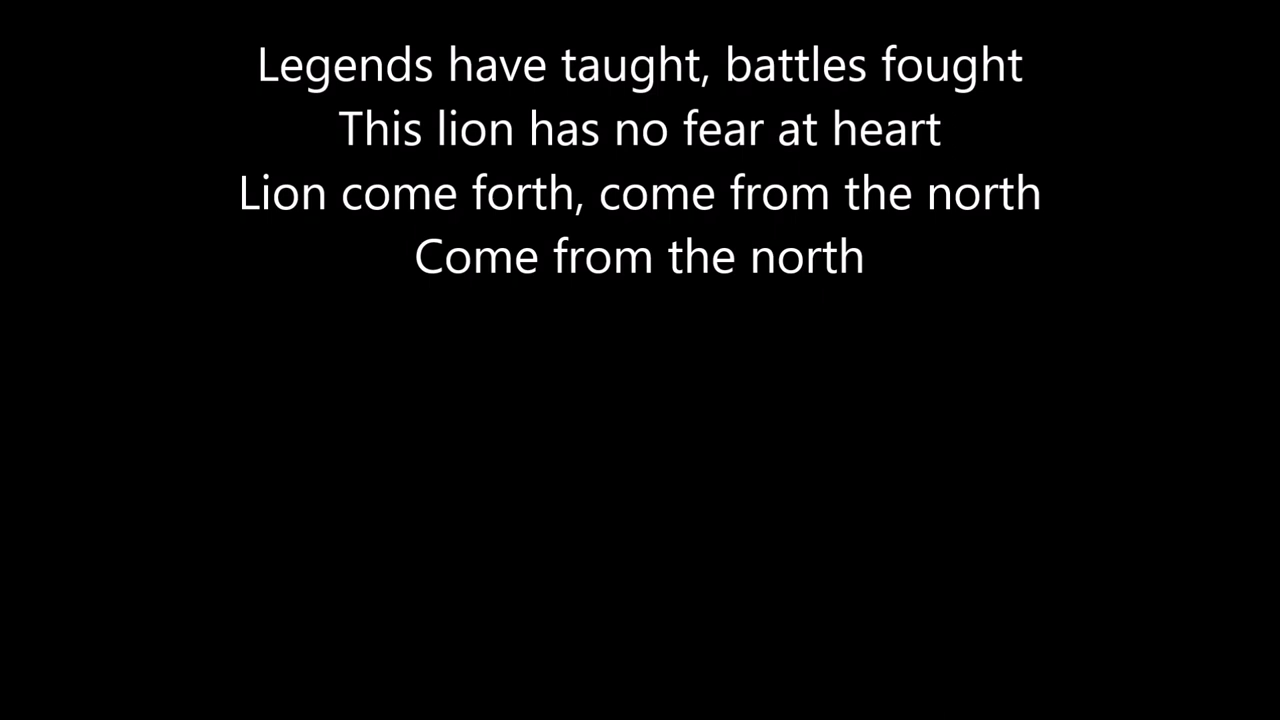 Legends have taught, battles fought
This lion has no fear at heart
Lion come forth, come from the north
Come from the north